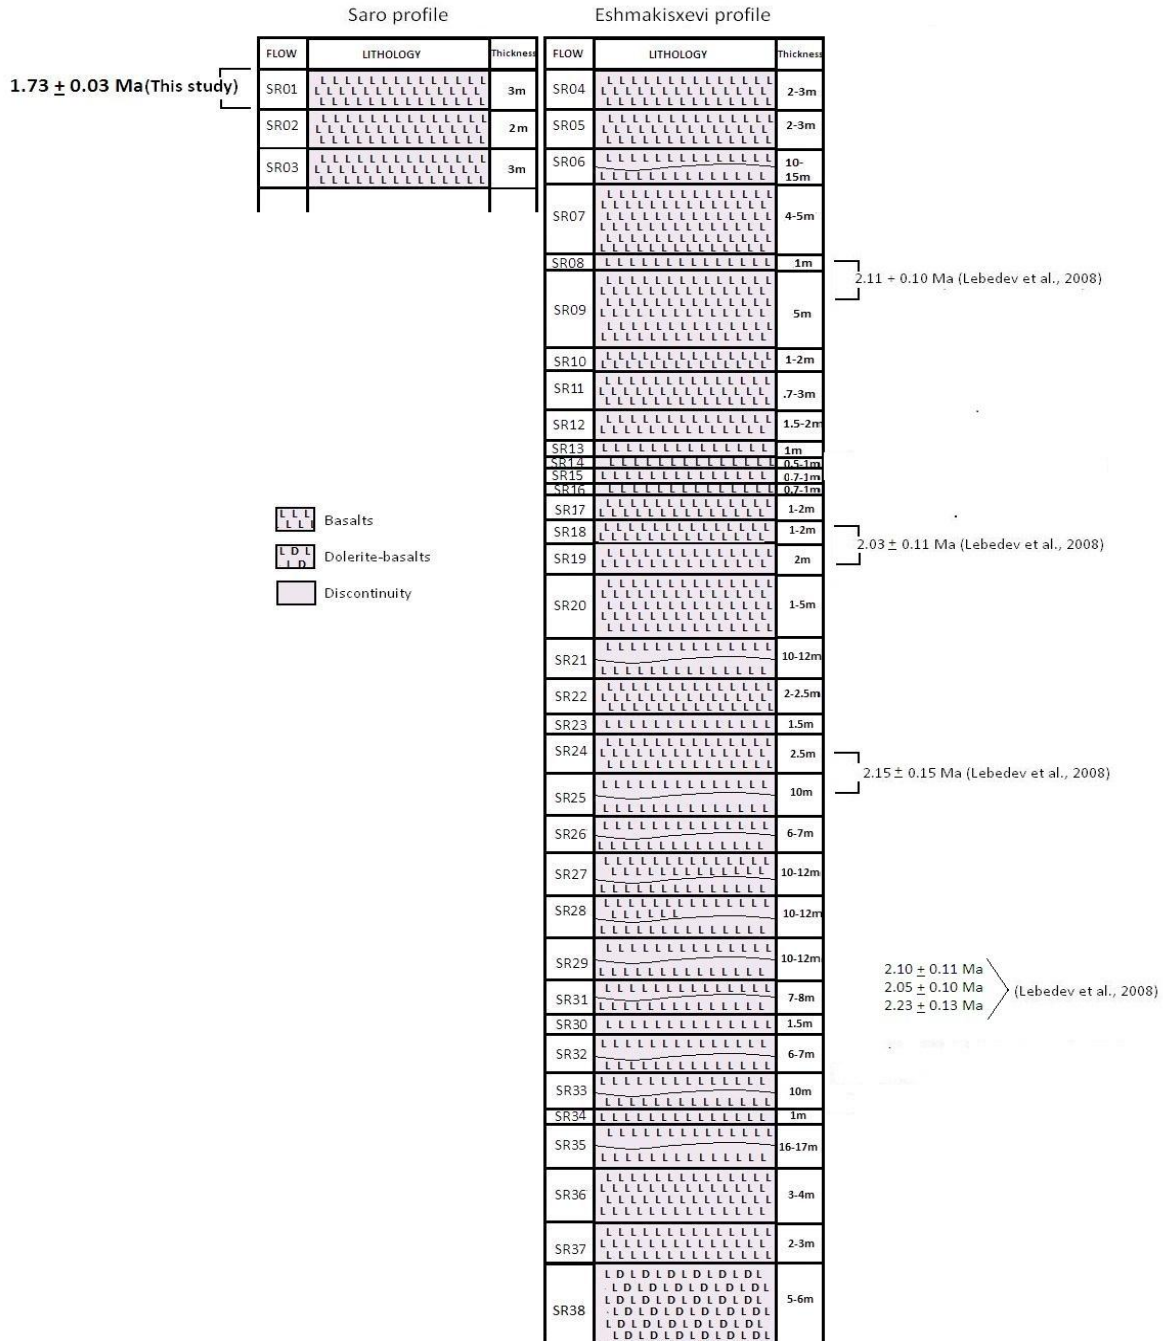 Saro profile
Eshmakisxevi profile
FLOW LITHOLOGY Thickness
FLOW LITHOLOGY Thickness
1.73 ± 0.03 Ma(This study)
SR01 L L L L L L L L L L L L L L 3m
SR02 2m
SR03 3m
SR04 2-3m
SR05 2-3m
SR06 10-
15m
SR07 4-5m
SR08 1m
2.11 + 0.10 Ma (Lebedev et al., 2008)
SR09 5m
SR10 1-2m
SR11 .7-3m
SR12 1.5-2m
SR13 1m
SR14 0.5-1m
SR15 0.7-1m
SR16 0.7-1m
SR17 1-2m
SR18 1-2m
2.03 ± 0.11 Ma (Lebedev et al., 2008)
SR19 2m
SR20 1-5m
SR21 10-12m
SR22 2-2.5m
SR23 1.5m
SR24 2.5m
2.15 ± 0.15 Ma (Lebedev et al., 2008)
SR25 10m
SR26 6-7m
SR27 10-12m
SR28 10-12m
SR29 10-12m
2.10 ± 0.11 Ma
2.05 ± 0.10 Ma
2.23 ± 0.13 Ma
(Lebedev et al., 2008)
SR31 7-8m
SR30 1.5m
SR32 6-7m
SR33 10m
SR34 1m
SR35 16-17m
SR36 3-4m
SR37 2-3m
SR38 5-6m
L L L
L L L
Basalts
L D L
L D
Dolerite-basalts
Discontinuity